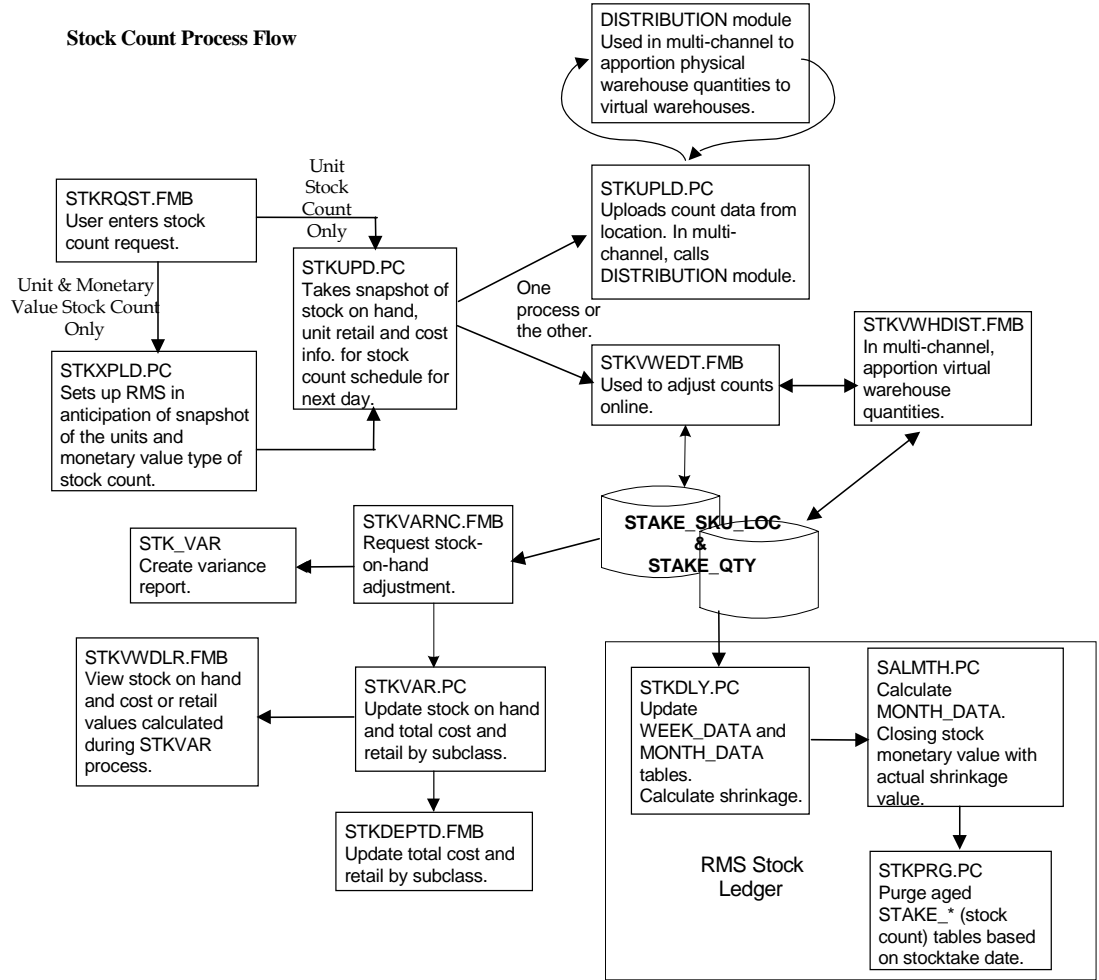 Stock Count Process Flow
DISTRIBUTION module
Used in multi-channel to
apportion physical
warehouse quantities to
virtual warehouses.
Unit
Stock
Count
Only
STKRQST.FMB
User enters stock
count request.
STKUPLD.PC
Uploads count data from
location. In multi-
channel, calls
DISTRIBUTION module.
Unit & Monetary
Value Stock Count
Only
STKUPD.PC
Takes snapshot of
stock on hand,
unit retail and cost
info. for stock
count schedule for
next day.
One
process or
the other.
STKXPLD.PC
Sets up RMS in
anticipation of snapshot
of the units and
monetary value type of
stock count.
STKVWEDT.FMB
Used to adjust counts
online.
STKVWHDIST.FMB
In multi-channel,
apportion virtual
warehouse
quantities.
STAKE_SKU_LOC
&
STAKE_QTY
STKVARNC.FMB
Request stock-
on-hand
adjustment.
STK_VAR
Create variance
report.
STKVWDLR.FMB
View stock on hand
and cost or retail
values calculated
during STKVAR
process.
STKVAR.PC
Update stock on hand
and total cost and
retail by subclass.
STKDEPTD.FMB
Update total cost and
retail by subclass.
STKDLY.PC
Update
WEEK_DATA and
MONTH_DATA
tables.
Calculate shrinkage.
SALMTH.PC
Calculate
MONTH_DATA.
Closing stock
monetary value with
actual shrinkage
value.
RMS Stock
Ledger
STKPRG.PC
Purge aged
STAKE_* (stock
count) tables based
on stocktake date.